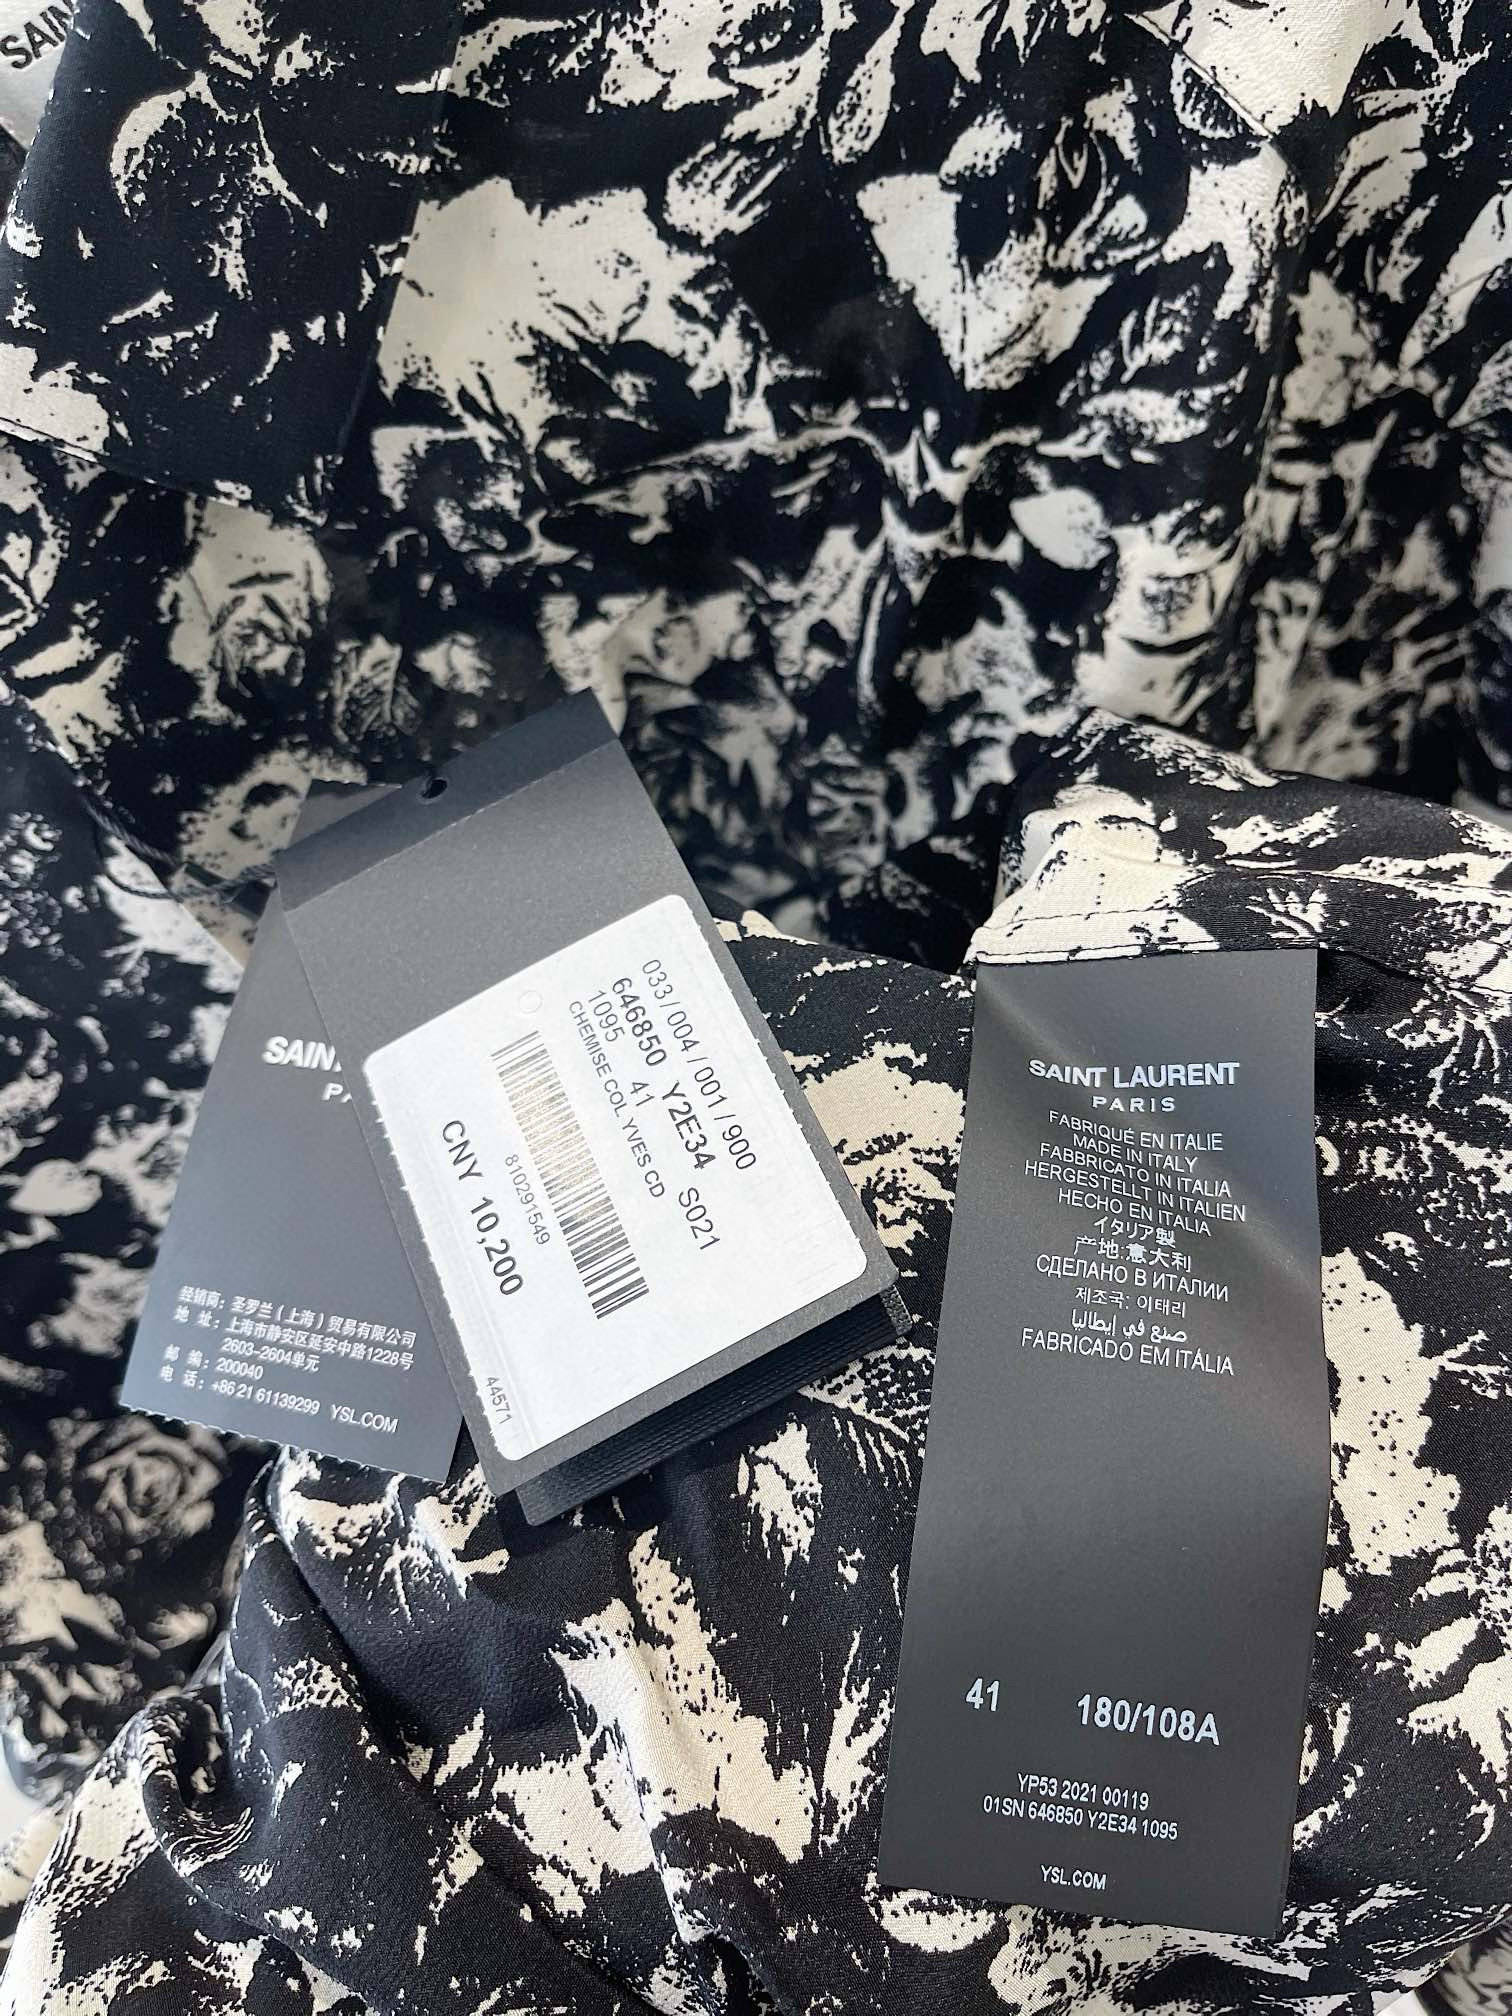 SAIN
SAIN
经销商：圣罗兰（上海）贸易有限公司
地 址：上海市静安区延安中路1228号
2603-2604单元
邮 编：200040
电 话：+86 21 61139299 YSL.COM
033/004/001/900
646850 Y2E34 S021
1095 41
CHEMISE COL YVES,CD
810291549
CNY 10,200
44571
SAINT LAURENT
PARIS
FABRIQUÉ EN ITALIE
MADE IN ITALY
FABBRICATO IN ITALIA
HERGESTELLT IN ITALIEN
HECHO EN ITALIA
イタリア製
产地:意大利
СДЕЛАНО В ИТАЛИИ
제조국: 이태리
صنع في إيطاليا
FABRICADO EM ITÁLIA
41 180/108A
YP53 2021 00119
01SN 646850 Y2E34 1095
YSL.COM